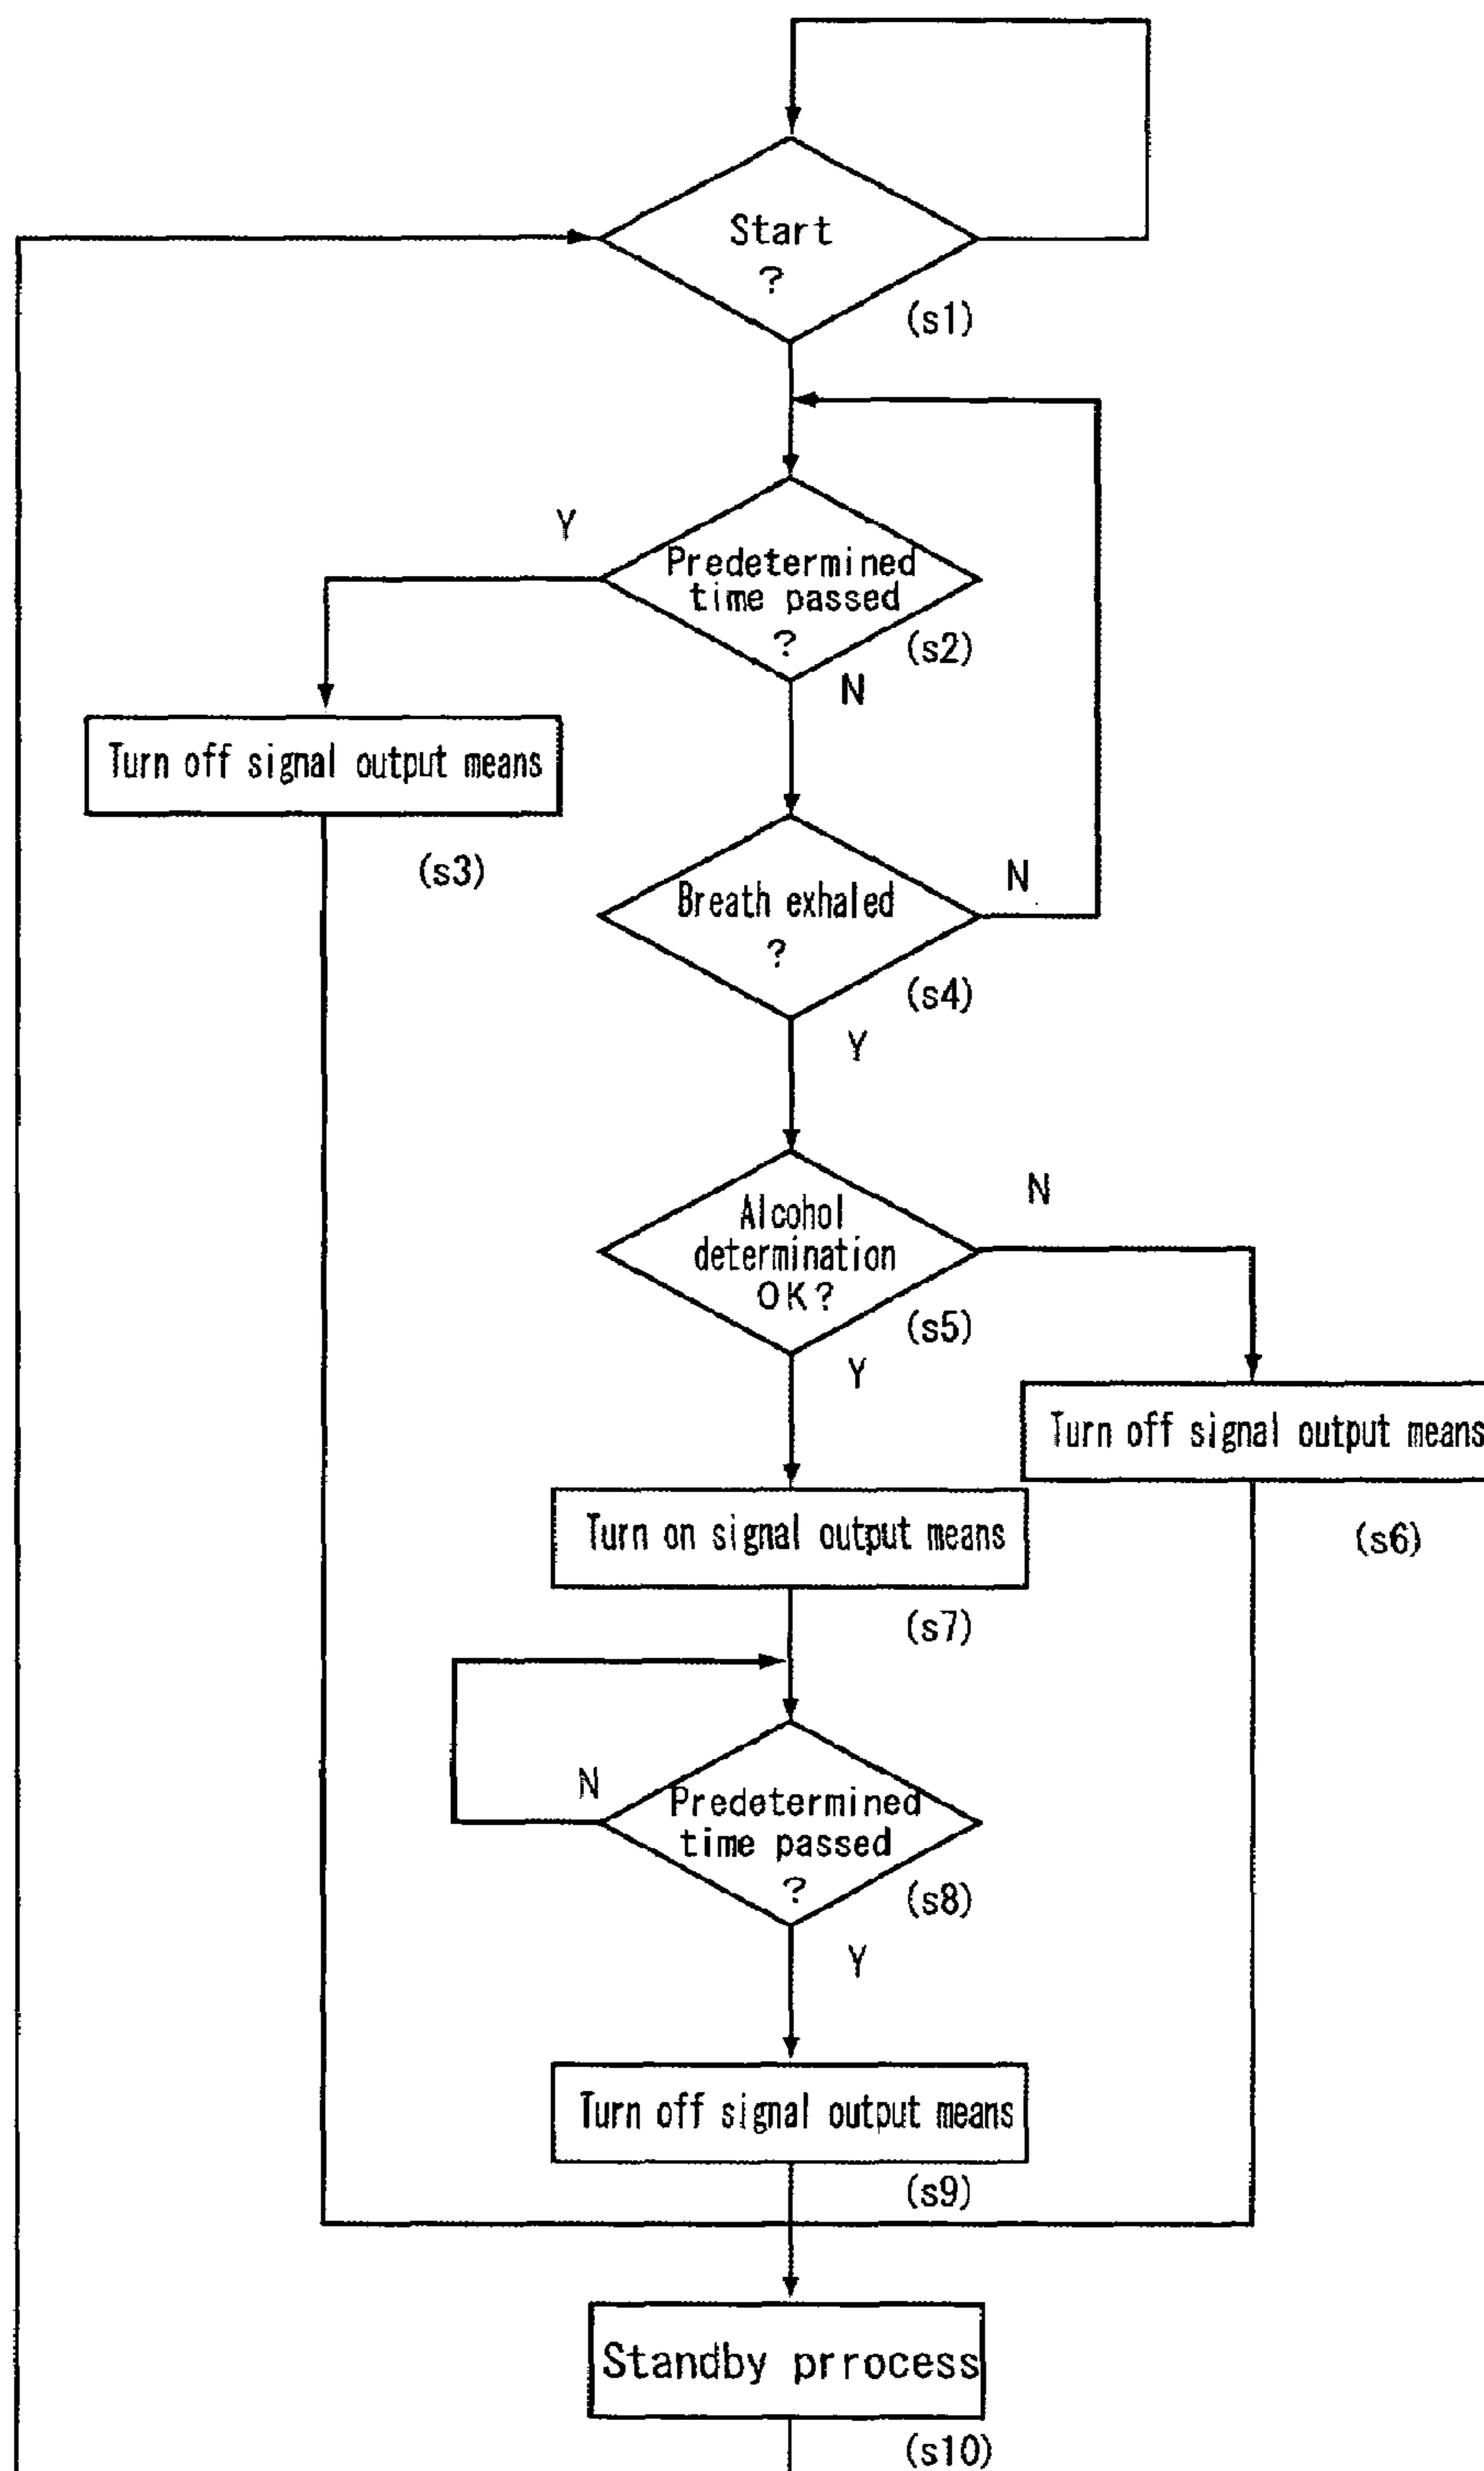 Start
?
(s1)
Y
Predetermined
time passed
?
(s2)
N
Turn off signal output means
(s3)
Breath exhaled
?
N
(s4)
Y
Alcohol
determination
OK?
N
(s5)
Y
Turn off signal output means
(s6)
Turn on signal output means
(s7)
N
Predetermined
time passed
?
(s8)
Y
Turn off signal output means
(s9)
Standby prrocess
(s10)